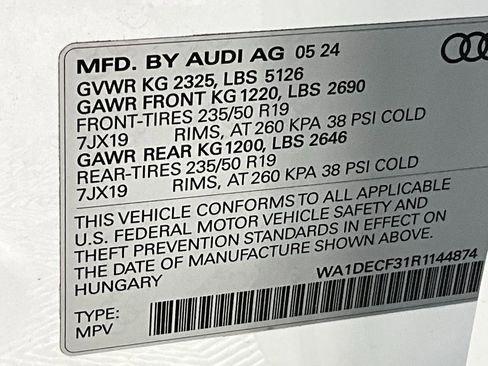 MFD. BY AUDI AG 05 24
GVWR KG 2325, LBS 5126
GAWR FRONT KG 1220, LBS 2690
FRONT-TIRES 235/50 R19
7JX19 RIMS, AT 260 KPA 38 PSI COLD
GAWR REAR KG1200, LBS 2646
REAR-TIRES 235/50 R19
7JX19 RIMS, AT 260 KPA 38 PSI COLD
THIS VEHICLE CONFORMS TO ALL APPLICABLE
U.S. FEDERAL MOTOR VEHICLE SAFETY AND
THEFT PREVENTION STANDARDS IN EFFECT ON
THE DATE OF MANUFACTURE SHOWN ABOVE.
HUNGARY
WA1DECF31R1144874
TYPE:
MPV